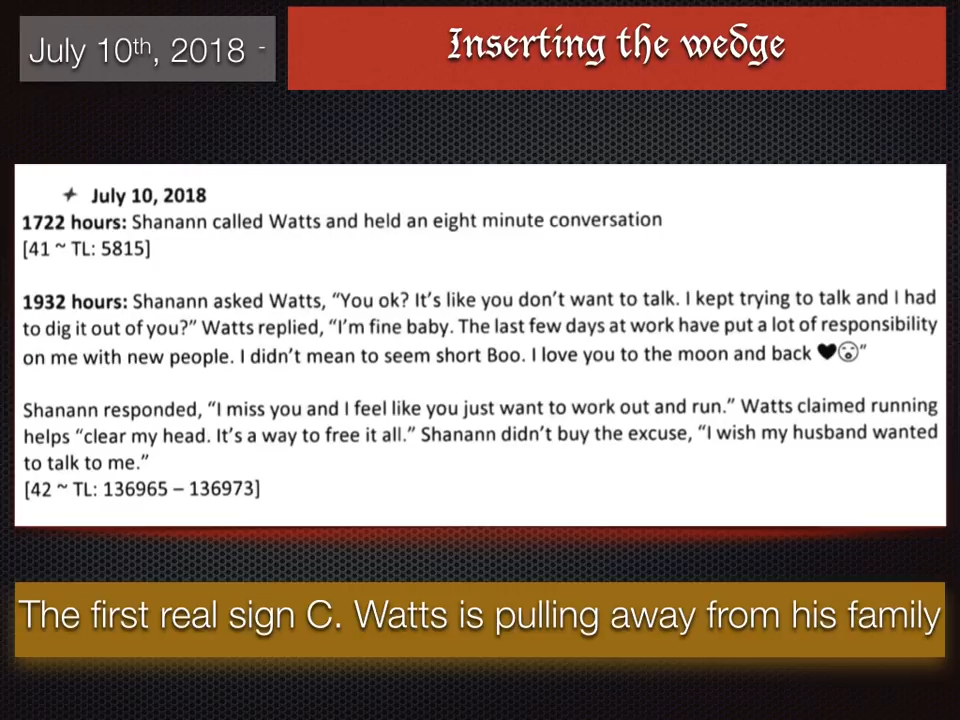 July 10th, 2018 -
Inserting the wedge
✦ July 10, 2018
1722 hours: Shanann called Watts and held an eight minute conversation
[41 ~ TL: 5815]
1932 hours: Shanann asked Watts, “You ok? It’s like you don’t want to talk. I kept trying to talk and I had
to dig it out of you?” Watts replied, “I’m fine baby. The last few days at work have put a lot of responsibility
on me with new people. I didn’t mean to seem short Boo. I love you to the moon and back 🖤😮”
Shanann responded, “I miss you and I feel like you just want to work out and run.” Watts claimed running
helps “clear my head. It’s a way to free it all.” Shanann didn’t buy the excuse, “I wish my husband wanted
to talk to me.”
[42 ~ TL: 136965 – 136973]
The first real sign C. Watts is pulling away from his family